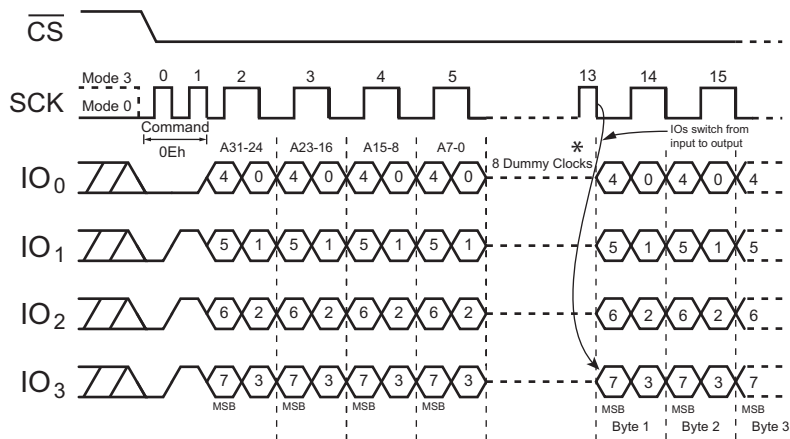 CS
Mode 3 0 1 2 3 4 5 13 14 15
SCK
Mode 0
Command
0Eh
A31-24 A23-16 A15-8 A7-0
*
8 Dummy Clocks
IOs switch from
input to output
IO0 4 0 4 0 4 0 4 0 4 0 4 0 4
IO1 5 1 5 1 5 1 5 1 5 1 5 1 5
IO2 6 2 6 2 6 2 6 2 6 2 6 2 6
IO3 7 3 7 3 7 3 7 3 7 3 7 3 7
MSB MSB MSB MSB MSB MSB MSB
Byte 1 Byte 2 Byte 3